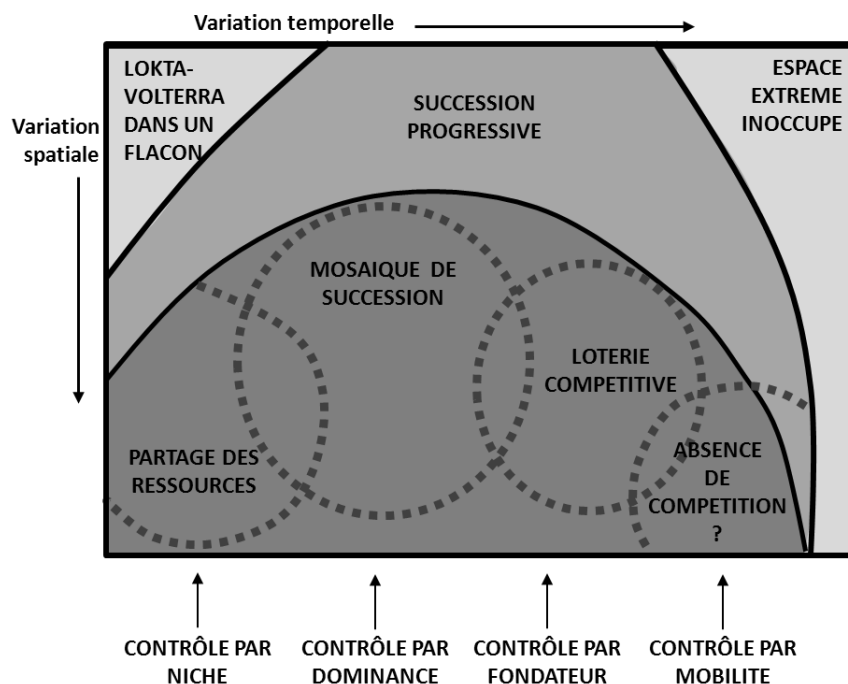 Variation temporelle
Variation
spatiale
LOKTA-
VOLTERRA
DANS UN
FLACON
SUCCESSION
PROGRESSIVE
ESPACE
EXTREME
INOCCUPE
MOSAIQUE DE
SUCCESSION
LOTERIE
COMPETITIVE
PARTAGE DES
RESSOURCES
ABSENCE
DE
COMPETITION
?
CONTRÔLE PAR
NICHE
CONTRÔLE PAR
DOMINANCE
CONTRÔLE PAR
FONDATEUR
CONTRÔLE PAR
MOBILITE